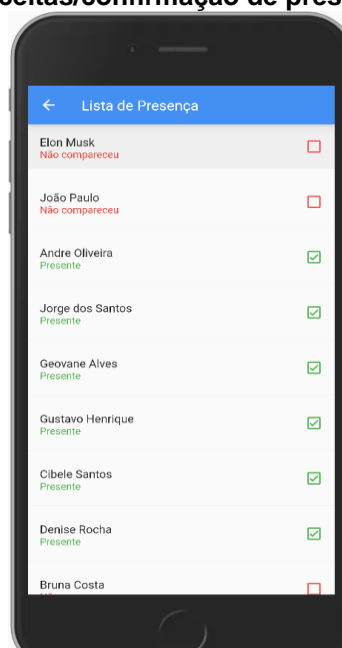 Lista de Presença
Elon Musk
Não compareceu
João Paulo
Não compareceu
Andre Oliveira
Presente
Jorge dos Santos
Presente
Geovane Alves
Presente
Gustavo Henrique
Presente
Cibele Santos
Presente
Denise Rocha
Presente
Bruna Costa